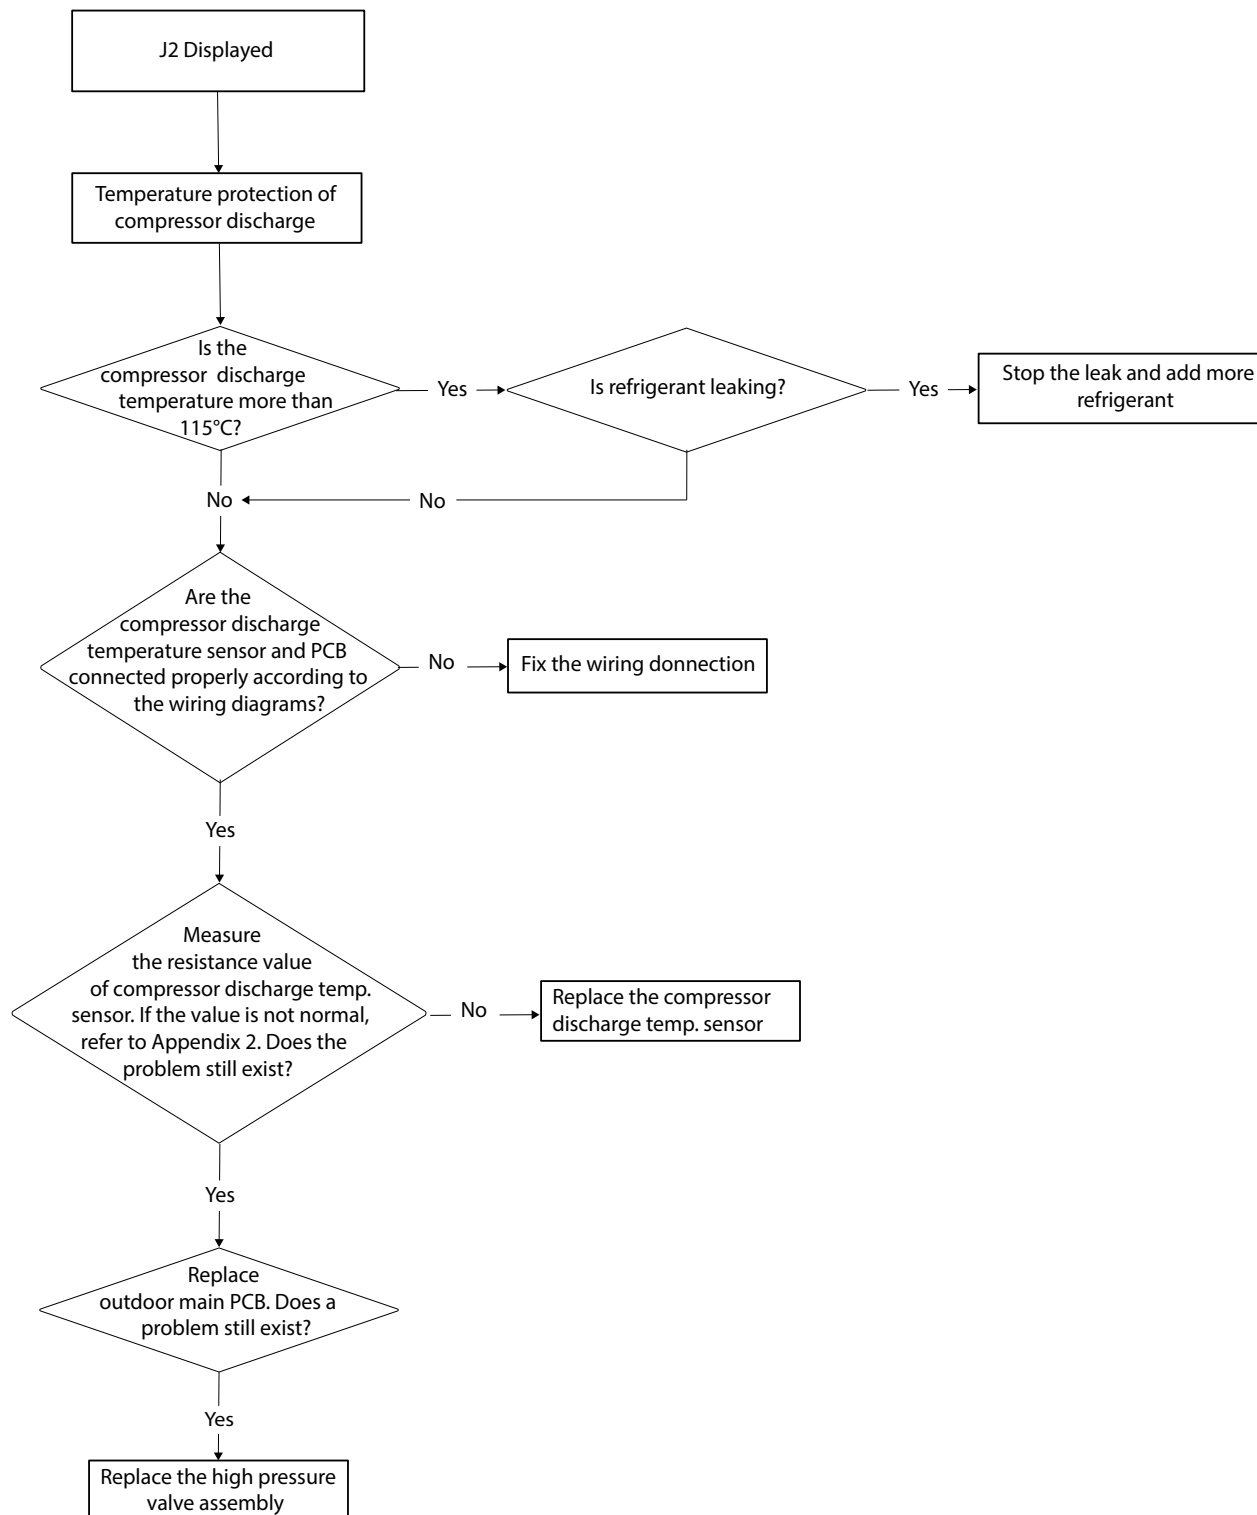 J2 Displayed
Temperature protection of
compressor discharge
Is the
compressor discharge
temperature more than
115°C?
Yes
Is refrigerant leaking?
Yes
Stop the leak and add more
refrigerant
No
No
Are the
compressor discharge
temperature sensor and PCB
connected properly according to
the wiring diagrams?
No
Fix the wiring donnection
Yes
Measure
the resistance value
of compressor discharge temp.
sensor. If the value is not normal,
refer to Appendix 2. Does the
problem still exist?
No
Replace the compressor
discharge temp. sensor
Yes
Replace
outdoor main PCB. Does a
problem still exist?
Yes
Replace the high pressure
valve assembly